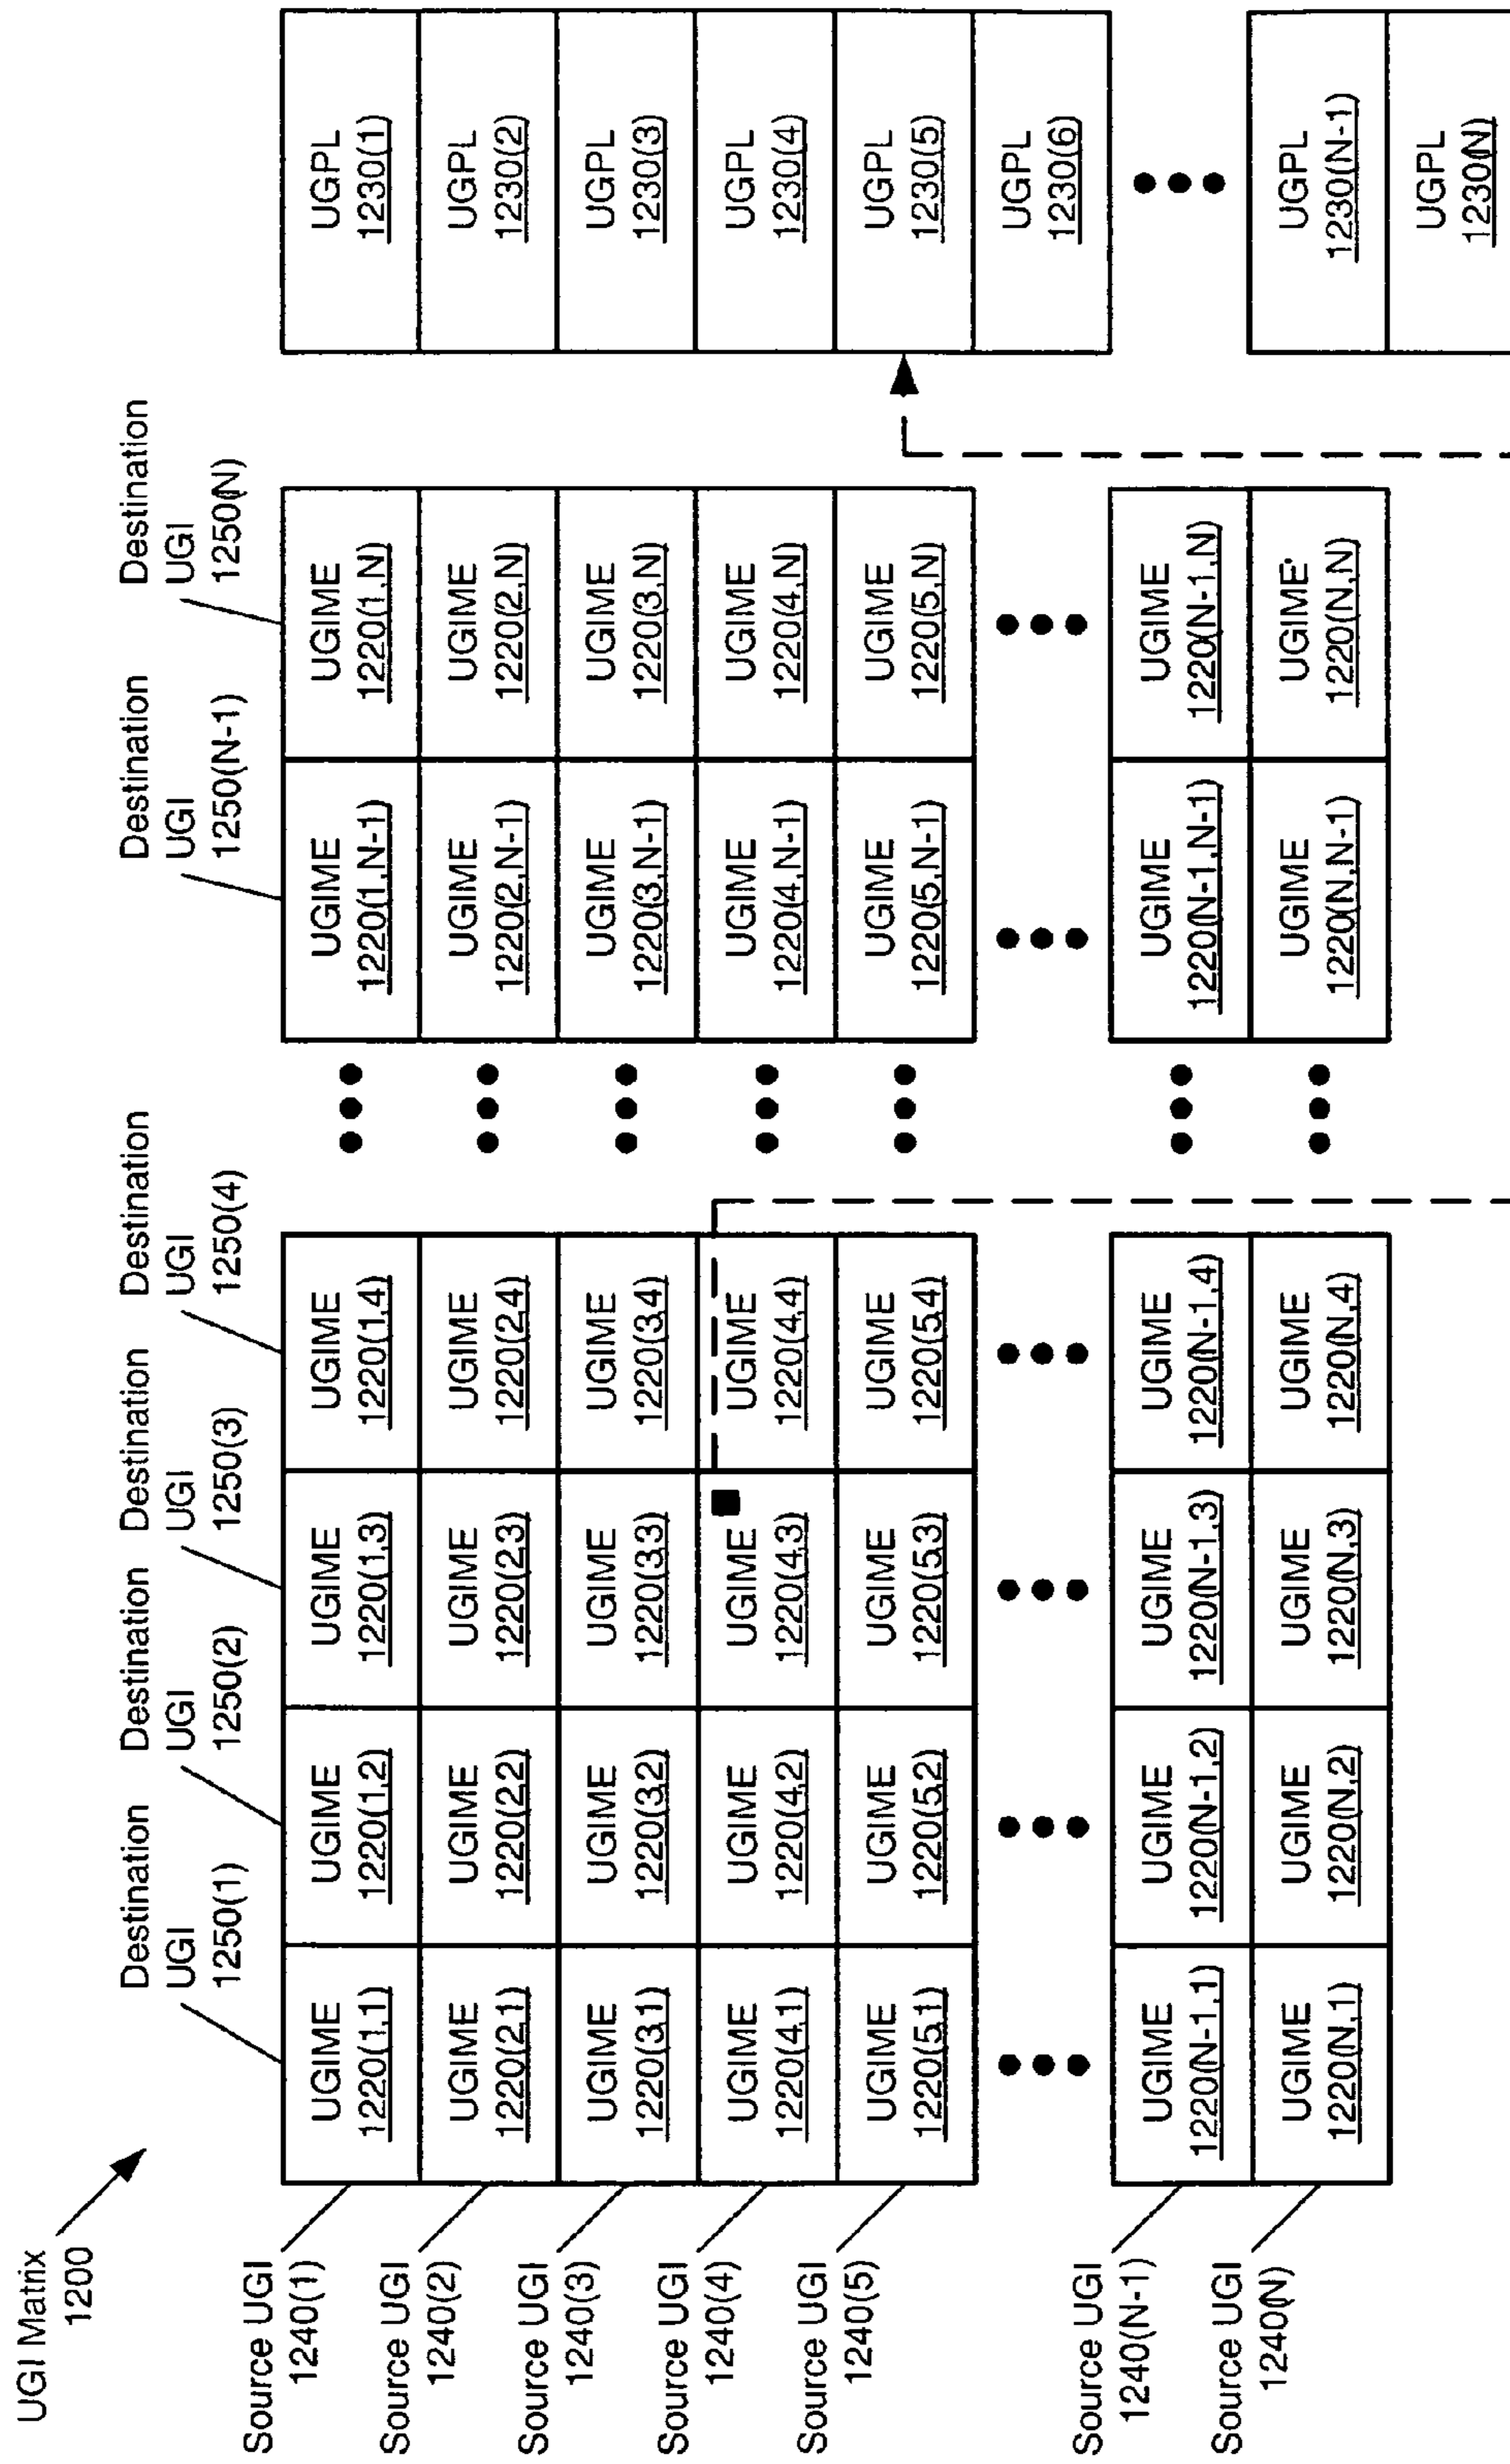 UGI Matrix
1200
Destination
UGI
1250(1)
Destination
UGI
1250(2)
Destination
UGI
1250(3)
Destination
UGI
1250(4)
Destination
UGI
1250(N-1)
Destination
UGI
1250(N)
Source UGI
1240(1)
UGIME
1220(1,1)
UGIME
1220(1,2)
UGIME
1220(1,3)
UGIME
1220(1,4)
UGIME
1220(1,N-1)
UGIME
1220(1,N)
UGPL
1230(1)
Source UGI
1240(2)
UGIME
1220(2,1)
UGIME
1220(2,2)
UGIME
1220(2,3)
UGIME
1220(2,4)
UGIME
1220(2,N-1)
UGIME
1220(2,N)
UGPL
1230(2)
Source UGI
1240(3)
UGIME
1220(3,1)
UGIME
1220(3,2)
UGIME
1220(3,3)
UGIME
1220(3,4)
UGIME
1220(3,N-1)
UGIME
1220(3,N)
UGPL
1230(3)
Source UGI
1240(4)
UGIME
1220(4,1)
UGIME
1220(4,2)
UGIME
1220(4,3)
UGIME
1220(4,4)
UGIME
1220(4,N-1)
UGIME
1220(4,N)
UGPL
1230(4)
Source UGI
1240(5)
UGIME
1220(5,1)
UGIME
1220(5,2)
UGIME
1220(5,3)
UGIME
1220(5,4)
UGIME
1220(5,N-1)
UGIME
1220(5,N)
UGPL
1230(5)
UGPL
1230(6)
Source UGI
1240(N-1)
UGIME
1220(N-1,1)
UGIME
1220(N-1,2)
UGIME
1220(N-1,3)
UGIME
1220(N-1,4)
UGIME
1220(N-1,N-1)
UGIME
1220(N-1,N)
UGPL
1230(N-1)
Source UGI
1240(N)
UGIME
1220(N,1)
UGIME
1220(N,2)
UGIME
1220(N,3)
UGIME
1220(N,4)
UGIME
1220(N,N-1)
UGIME
1220(N,N)
UGPL
1230(N)